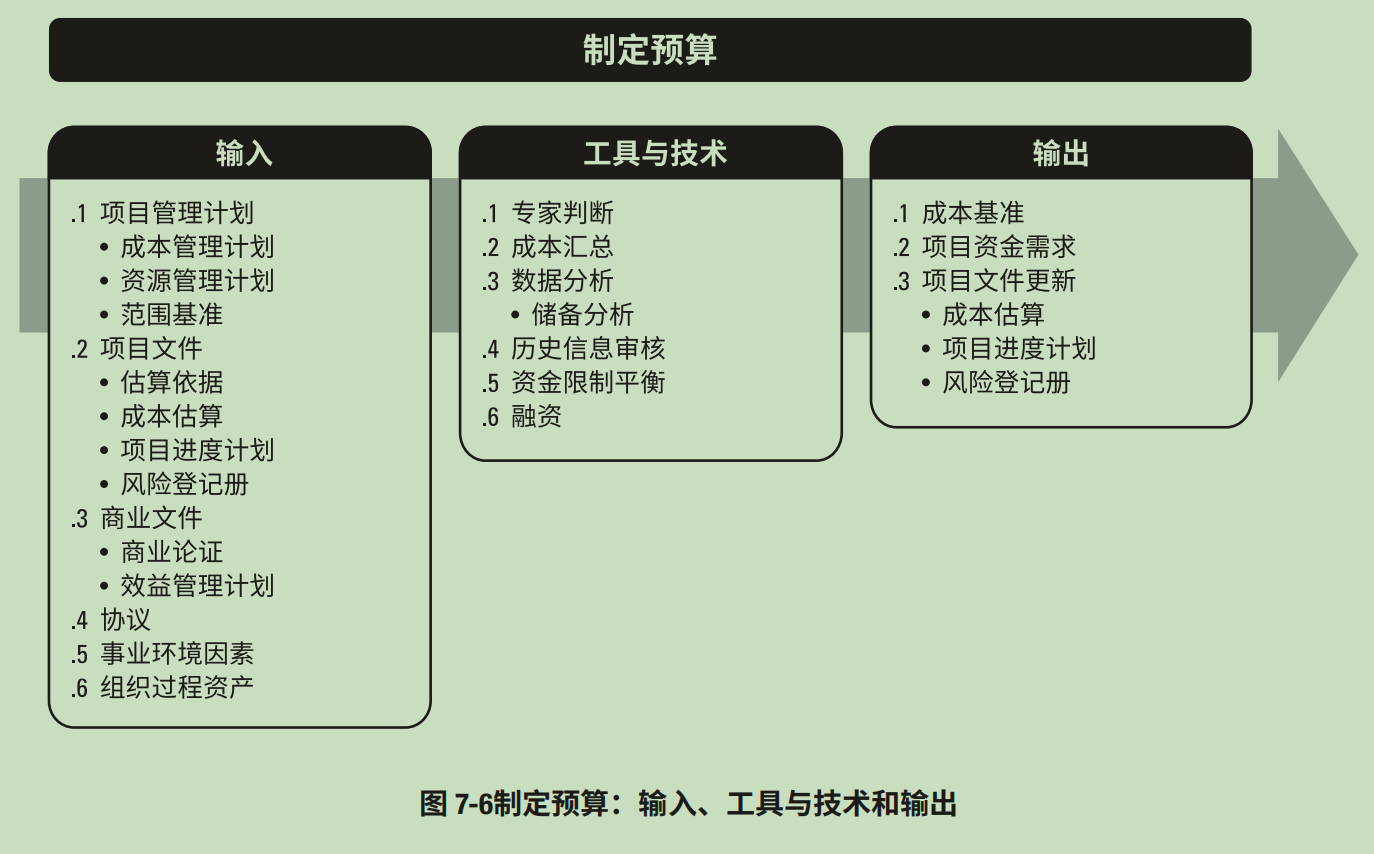 制定预算
输入
.1 项目管理计划
• 成本管理计划
• 资源管理计划
• 范围基准
.2 项目文件
• 估算依据
• 成本估算
• 项目进度计划
• 风险登记册
.3 商业文件
• 商业论证
• 效益管理计划
.4 协议
.5 事业环境因素
.6 组织过程资产
工具与技术
.1 专家判断
.2 成本汇总
.3 数据分析
• 储备分析
.4 历史信息审核
.5 资金限制平衡
.6 融资
输出
.1 成本基准
.2 项目资金需求
.3 项目文件更新
• 成本估算
• 项目进度计划
• 风险登记册
图 7-6制定预算：输入、工具与技术和输出